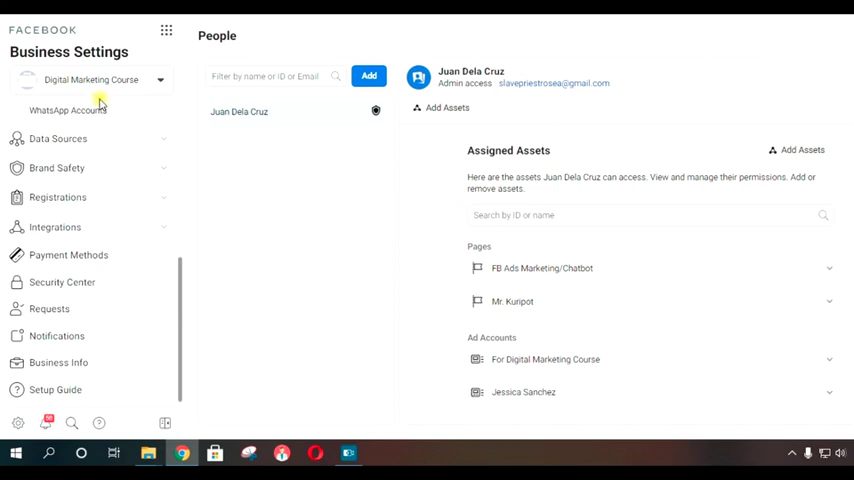 FACEBOOK
Business Settings
Digital Marketing Course
WhatsApp Accounts
Data Sources
Brand Safety
Registrations
Integrations
Payment Methods
Security Center
Requests
Notifications
Business Info
Setup Guide
People
Filter by name or ID or Email
Add
Juan Dela Cruz
Juan Dela Cruz
Admin access slavepriestrosea@gmail.com
Add Assets
Assigned Assets
Add Assets
Here are the assets Juan Dela Cruz can access. View and manage their permissions. Add or
remove assets.
Search by ID or name
Pages
FB Ads Marketing/Chatbot
Mr. Kuripot
Ad Accounts
For Digital Marketing Course
Jessica Sanchez